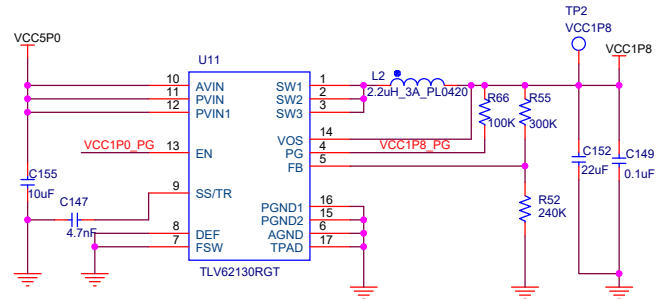 TP2
VCC5P0
VCC1P8
VCC1P8
U11
10 AVIN SW1 1
11 PVIN SW2 2
12 PVIN1 SW3 3
L2
2.2uH_3A_PL0420
R66
100K
R55
300K
VOS 14
VCC1P0_PG 13 EN PG 4 VCC1P8_PG
FB 5
C155
10uF
C147
4.7nF
9 SS/TR
C152
22uF
C149
0.1uF
R52
240K
PGND1 16
PGND2 15
8 DEF AGND 6
7 FSW TPAD 17
TLV62130RGT